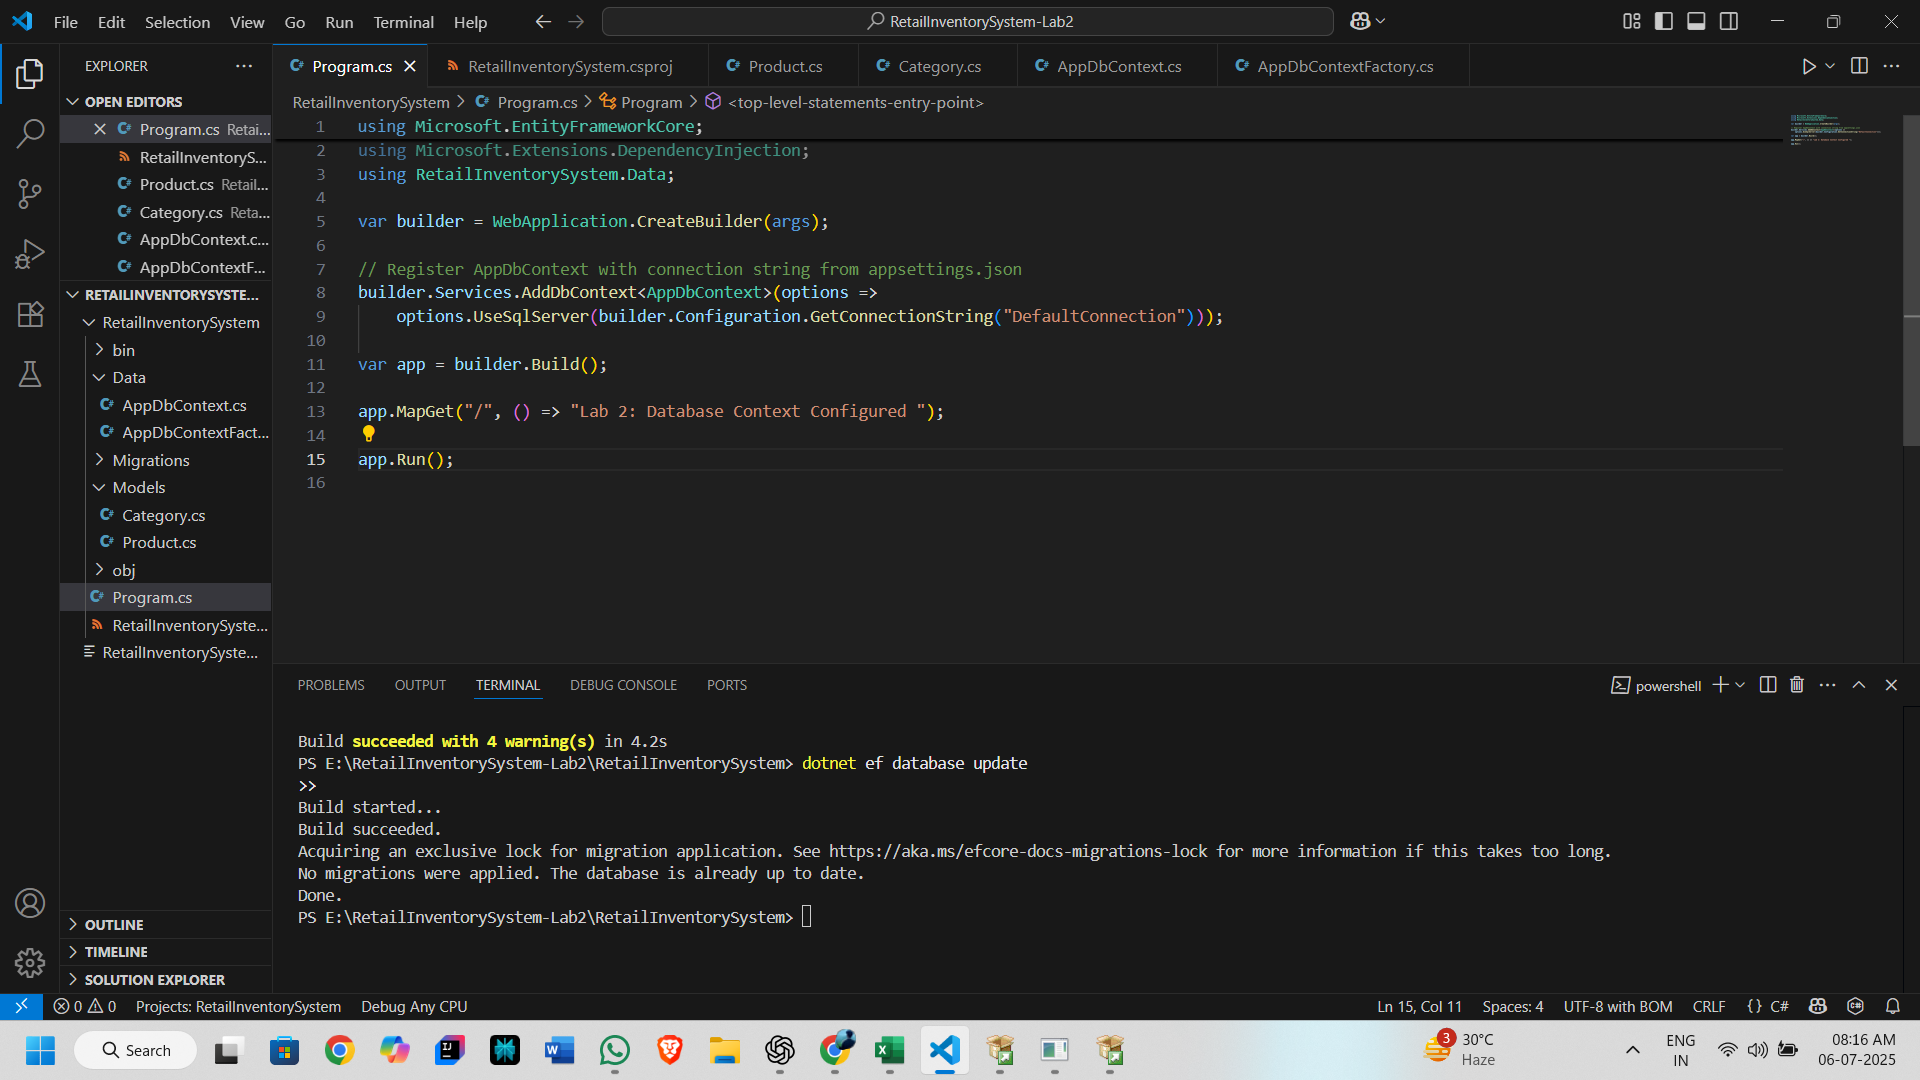 File Edit Selection View Go Run Terminal Help
RetailInventorySystem-Lab2
EXPLORER
OPEN EDITORS
Program.cs Retai...
RetailInventoryS...
Product.cs Retail...
Category.cs Reta...
AppDbContext.c...
AppDbContextF...
RETAILINVENTORYSYSTE...
RetailInventorySystem
bin
Data
AppDbContext.cs
AppDbContextFact...
Migrations
Models
Category.cs
Product.cs
obj
Program.cs
RetailInventorySyste...
RetailInventorySyste...
OUTLINE
TIMELINE
SOLUTION EXPLORER
Program.cs RetailInventorySystem.csproj Product.cs Category.cs AppDbContext.cs AppDbContextFactory.cs
RetailInventorySystem > Program.cs > Program > <top-level-statements-entry-point>
1 using Microsoft.EntityFrameworkCore;
2 using Microsoft.Extensions.DependencyInjection;
3 using RetailInventorySystem.Data;
4
5 var builder = WebApplication.CreateBuilder(args);
6
7 // Register AppDbContext with connection string from appsettings.json
8 builder.Services.AddDbContext<AppDbContext>(options =>
9 options.UseSqlServer(builder.Configuration.GetConnectionString("DefaultConnection")));
10
11 var app = builder.Build();
12
13 app.MapGet("/", () => "Lab 2: Database Context Configured ");
14
15 app.Run();
16
PROBLEMS OUTPUT TERMINAL DEBUG CONSOLE PORTS
powershell
Build succeeded with 4 warning(s) in 4.2s
PS E:\RetailInventorySystem-Lab2\RetailInventorySystem> dotnet ef database update
>>
Build started...
Build succeeded.
Acquiring an exclusive lock for migration application. See https://aka.ms/efcore-docs-migrations-lock for more information if this takes too long.
No migrations were applied. The database is already up to date.
Done.
PS E:\RetailInventorySystem-Lab2\RetailInventorySystem>
0 0 Projects: RetailInventorySystem Debug Any CPU
Ln 15, Col 11 Spaces: 4 UTF-8 with BOM CRLF {} C#
Search
3 30°C
Haze
ENG
IN
08:16 AM
06-07-2025